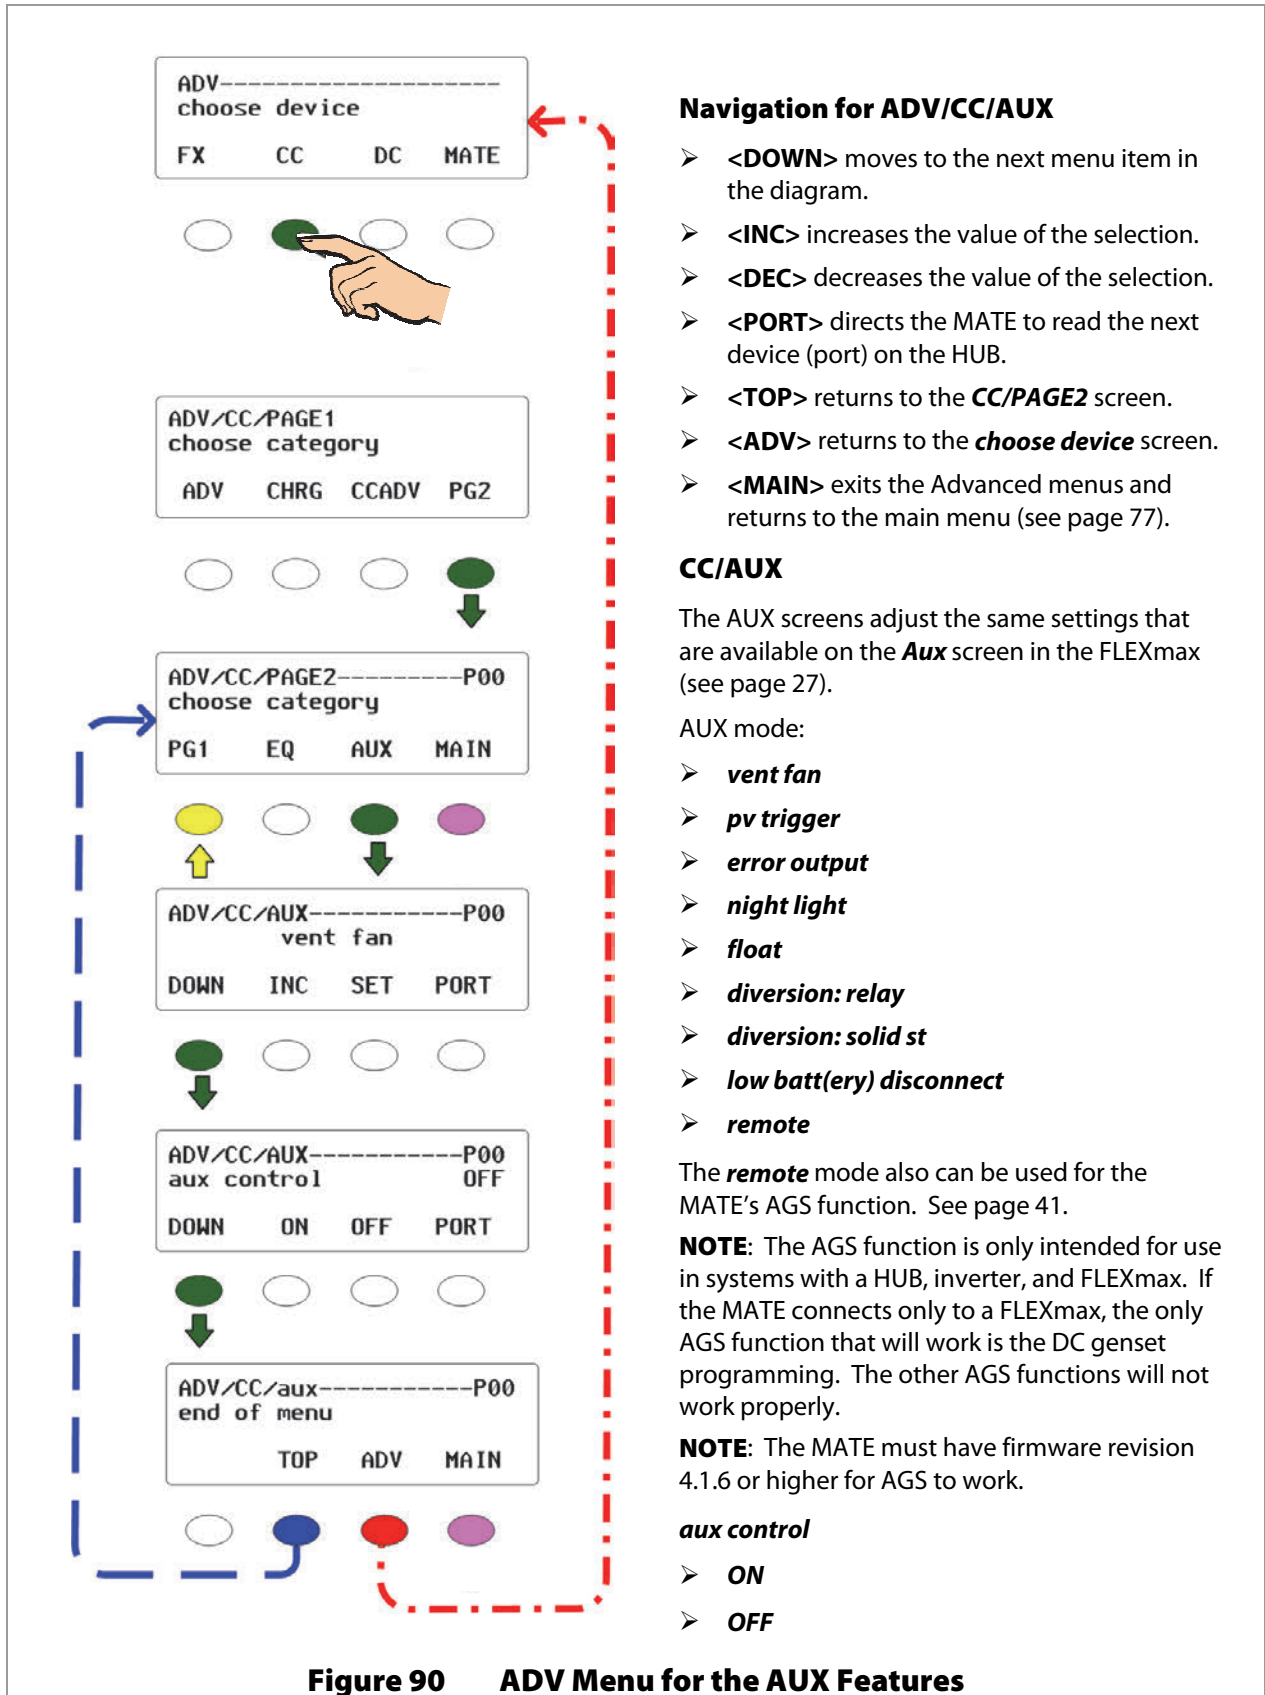 ADV----------------------
choose device
FX CC DC MATE
ADV/CC/PAGE1
choose category
ADV CHRG CCADV PG2
ADV/CC/PAGE2---------P00
choose category
PG1 EQ AUX MAIN
ADV/CC/AUX-----------P00
vent fan
DOWN INC SET PORT
ADV/CC/AUX-----------P00
aux control OFF
DOWN ON OFF PORT
ADV/CC/aux-----------P00
end of menu
TOP ADV MAIN
Navigation for ADV/CC/AUX
➢ <DOWN> moves to the next menu item in
the diagram.
➢ <INC> increases the value of the selection.
➢ <DEC> decreases the value of the selection.
➢ <PORT> directs the MATE to read the next
device (port) on the HUB.
➢ <TOP> returns to the CC/PAGE2 screen.
➢ <ADV> returns to the choose device screen.
➢ <MAIN> exits the Advanced menus and
returns to the main menu (see page 77).
CC/AUX
The AUX screens adjust the same settings that
are available on the Aux screen in the FLEXmax
(see page 27).
AUX mode:
➢ vent fan
➢ pv trigger
➢ error output
➢ night light
➢ float
➢ diversion: relay
➢ diversion: solid st
➢ low batt(ery) disconnect
➢ remote
The remote mode also can be used for the
MATE’s AGS function. See page 41.
NOTE: The AGS function is only intended for use
in systems with a HUB, inverter, and FLEXmax. If
the MATE connects only to a FLEXmax, the only
AGS function that will work is the DC genset
programming. The other AGS functions will not
work properly.
NOTE: The MATE must have firmware revision
4.1.6 or higher for AGS to work.
aux control
➢ ON
➢ OFF
Figure 90 ADV Menu for the AUX Features